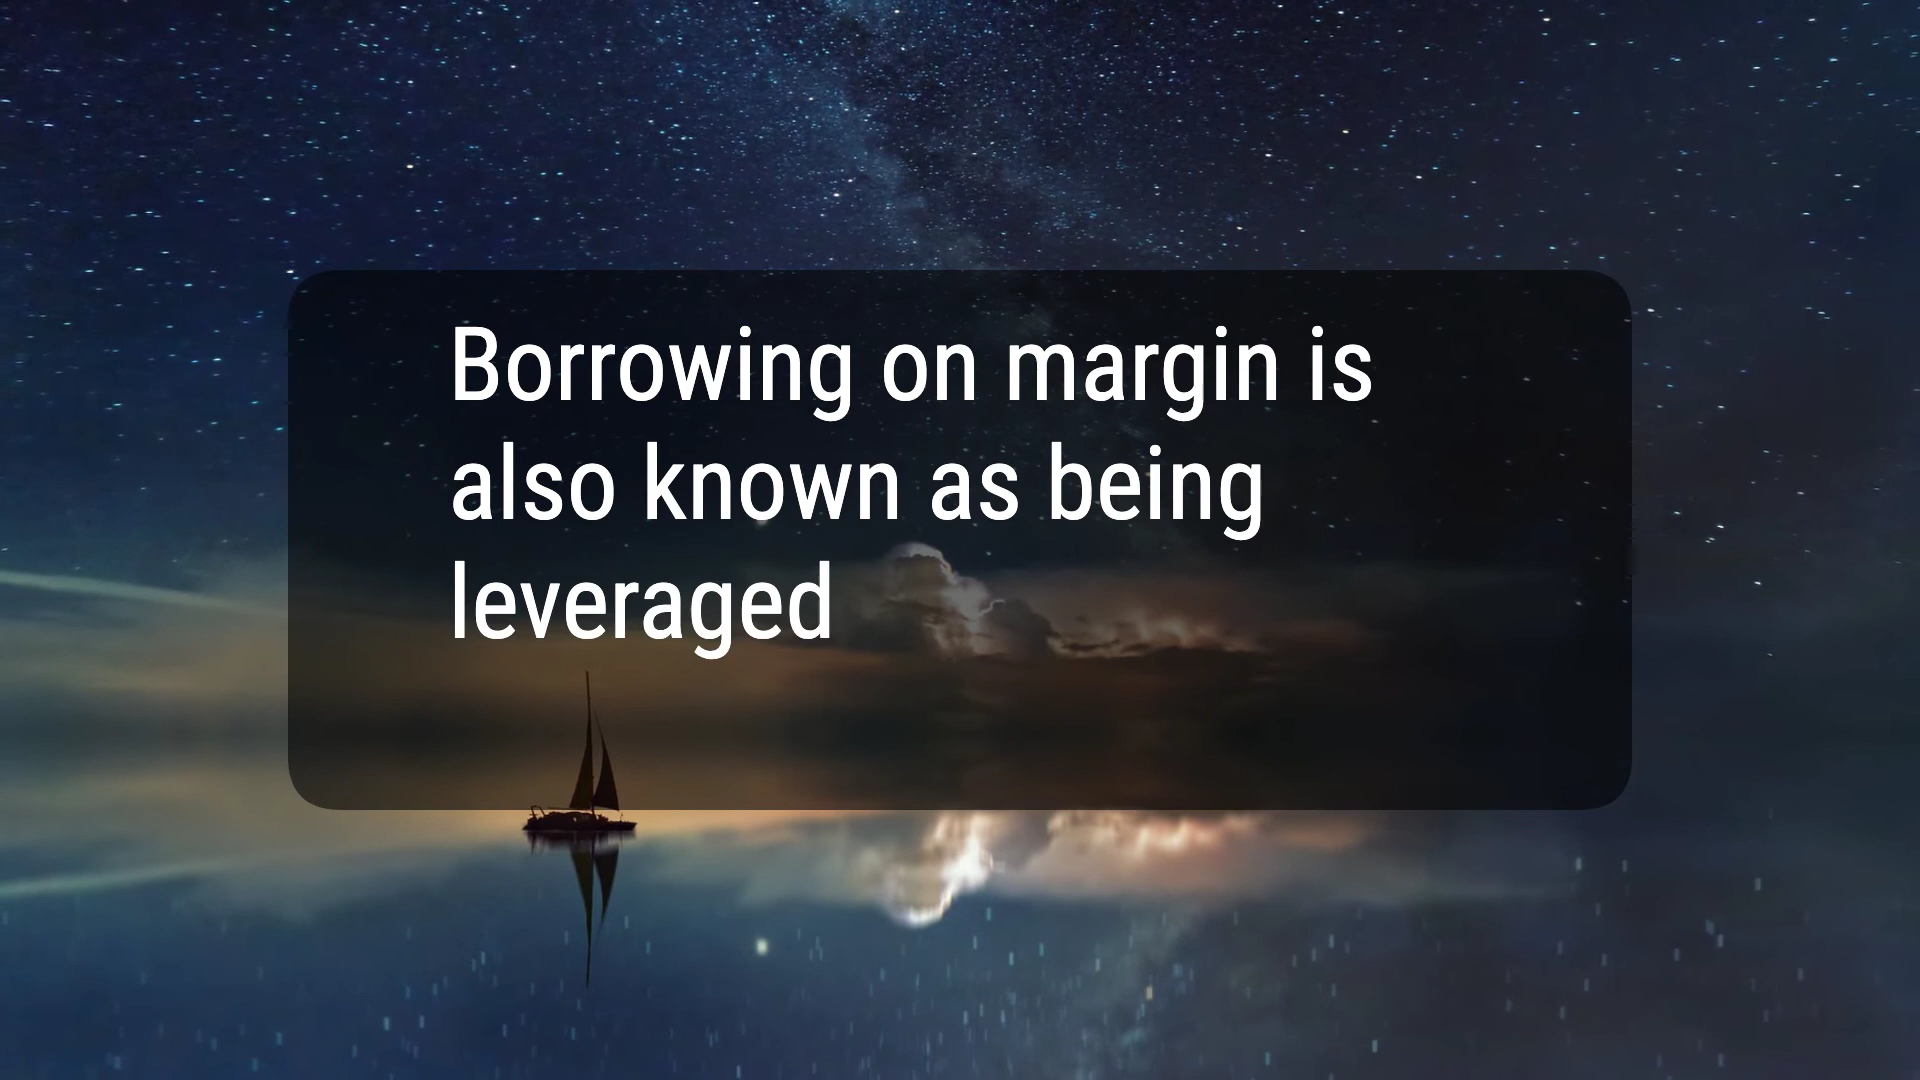 Borrowing on margin is
also known as being
leveraged